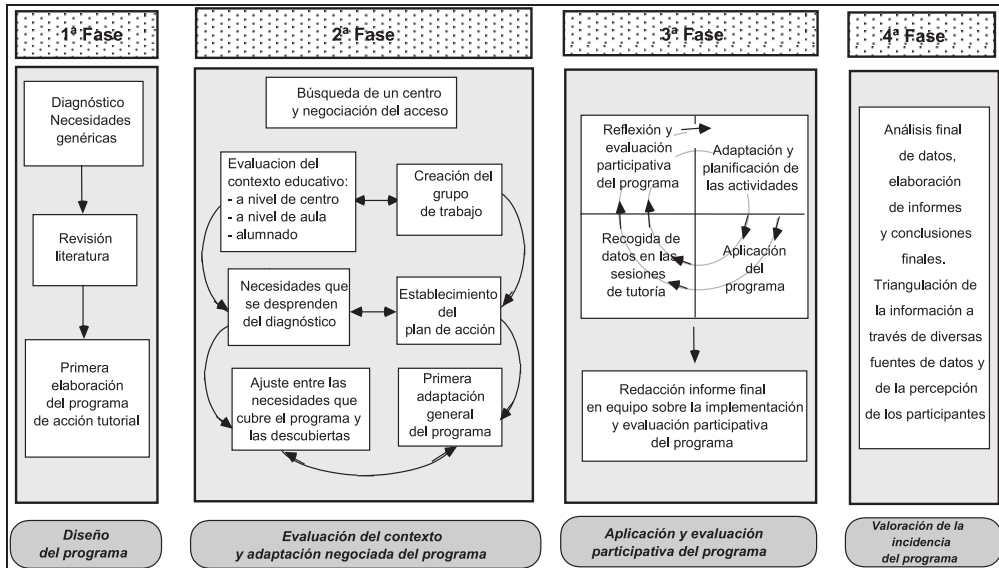 1ª Fase
Diagnóstico
Necesidades
genéricas
Revisión
literatura
Primera
elaboración
del programa
de acción tutorial
Diseño
del programa
2ª Fase
Búsqueda de un centro
y negociación del acceso
Evaluacion del
contexto educativo:
- a nivel de centro
- a nivel de aula
- alumnado
Creación del
grupo
de trabajo
Necesidades que
se desprenden
del diagnóstico
Establecimiento
del
plan de acción
Ajuste entre las
necesidades que
cubre el programa y
las descubiertas
Primera
adaptación
general
del programa
Evaluación del contexto
y adaptación negociada del programa
3ª Fase
Reflexión y
evaluación
participativa
del programa
Adaptación y
planificación de
las actividades
Recogida de
datos en las
sesiones
de tutoría
Aplicación
del
programa
Redacción informe final
en equipo sobre la implementación
y evaluación participativa
del programa
Aplicación y evaluación
participativa del programa
4ª Fase
Análisis final
de datos,
elaboración
de informes
y conclusiones
finales.
Triangulación de
la información a
través de diversas
fuentes de datos y
de la percepción
de los participantes
Valoración de la
incidencia
del programa